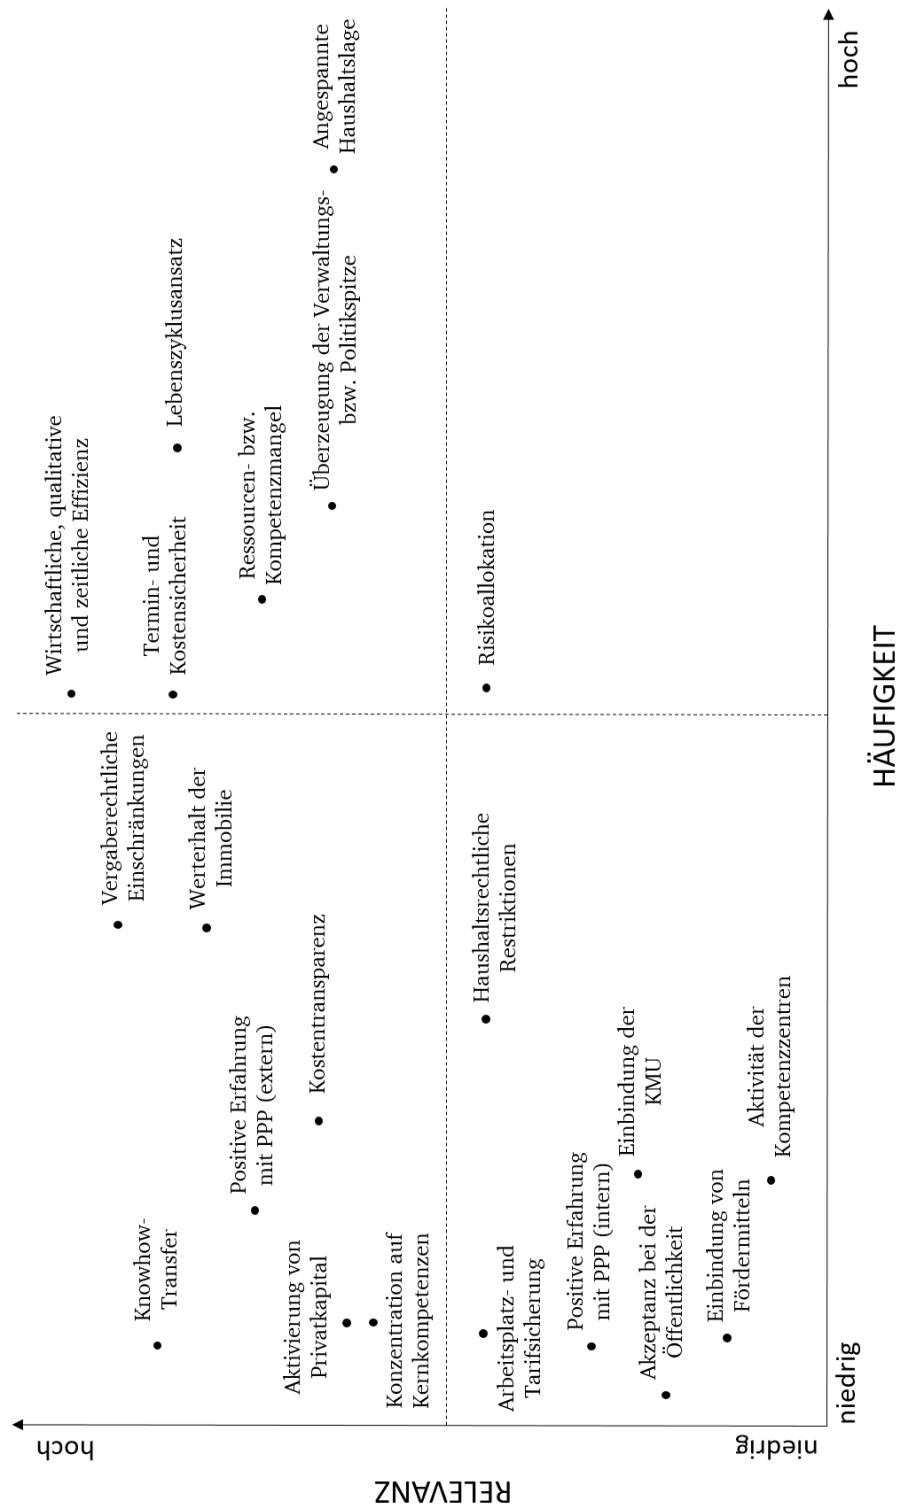 RELEVANZ
hoch
niedrig
Wirtschaftliche, qualitative
und zeitliche Effizienz
Vergaberechtliche
Einschränkungen
Knowhow-
Transfer
Termin- und
Kostensicherheit
Lebenszyklusansatz
Werterhalt der
Immobilie
Positive Erfahrung
mit PPP (extern)
Ressourcen- bzw.
Kompetenzmangel
Kostentransparenz
Überzeugung der Verwaltungs-
bzw. Politikspitze
Angespannte
Haushaltslage
Aktivierung von
Privatkapital
Konzentration auf
Kernkompetenzen
Arbeitsplatz- und
Tarifsicherung
Haushaltsrechtliche
Restriktionen
Risikoallokation
Positive Erfahrung
mit PPP (intern)
Einbindung der
KMU
Akzeptanz bei der
Öffentlichkeit
Einbindung von
Fördermitteln
Aktivität der
Kompetenzzentren
niedrig
hoch
HÄUFIGKEIT